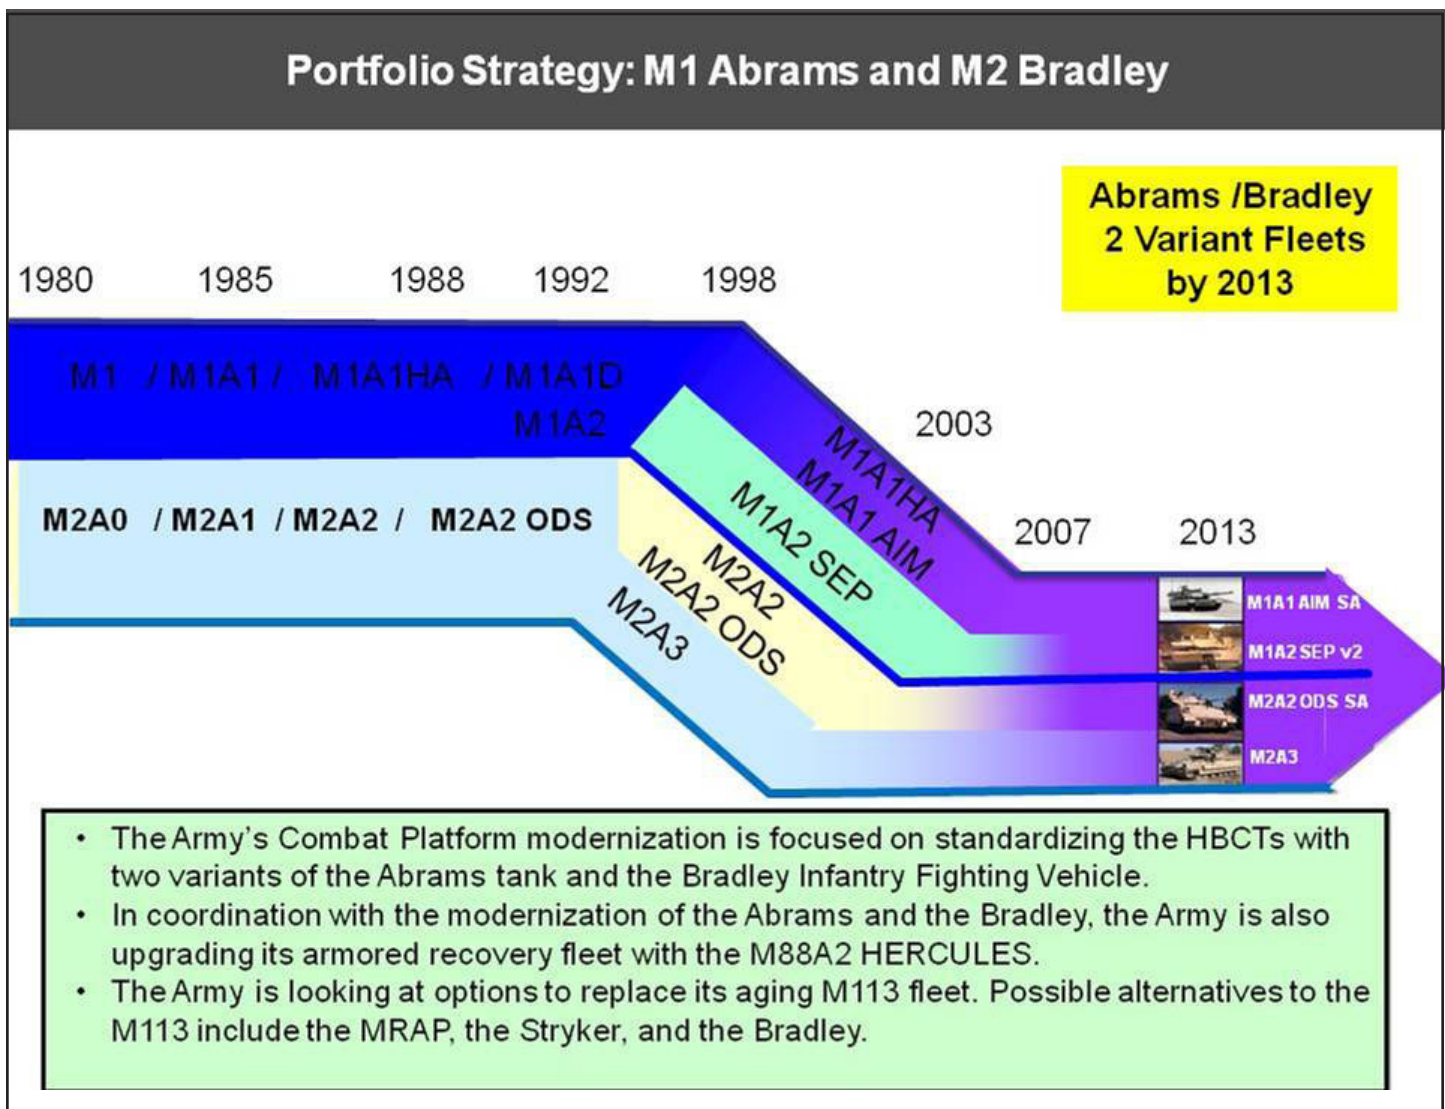 Portfolio Strategy: M1 Abrams and M2 Bradley
Abrams /Bradley
2 Variant Fleets
by 2013
1980 1985 1988 1992 1998
M1 / M1A1 / M1A1HA / M1A1D
M1A2
2003
M1A1HA
M1A1 AIM
M1A2 SEP
2007 2013
M2A0 / M2A1 / M2A2 / M2A2 ODS
M2A2
M2A2 ODS
M2A3
M1A1 AIM SA
M1A2 SEP v2
M2A2 ODS SA
M2A3
• The Army's Combat Platform modernization is focused on standardizing the HBCTs with
two variants of the Abrams tank and the Bradley Infantry Fighting Vehicle.
• In coordination with the modernization of the Abrams and the Bradley, the Army is also
upgrading its armored recovery fleet with the M88A2 HERCULES.
• The Army is looking at options to replace its aging M113 fleet. Possible alternatives to the
M113 include the MRAP, the Stryker, and the Bradley.